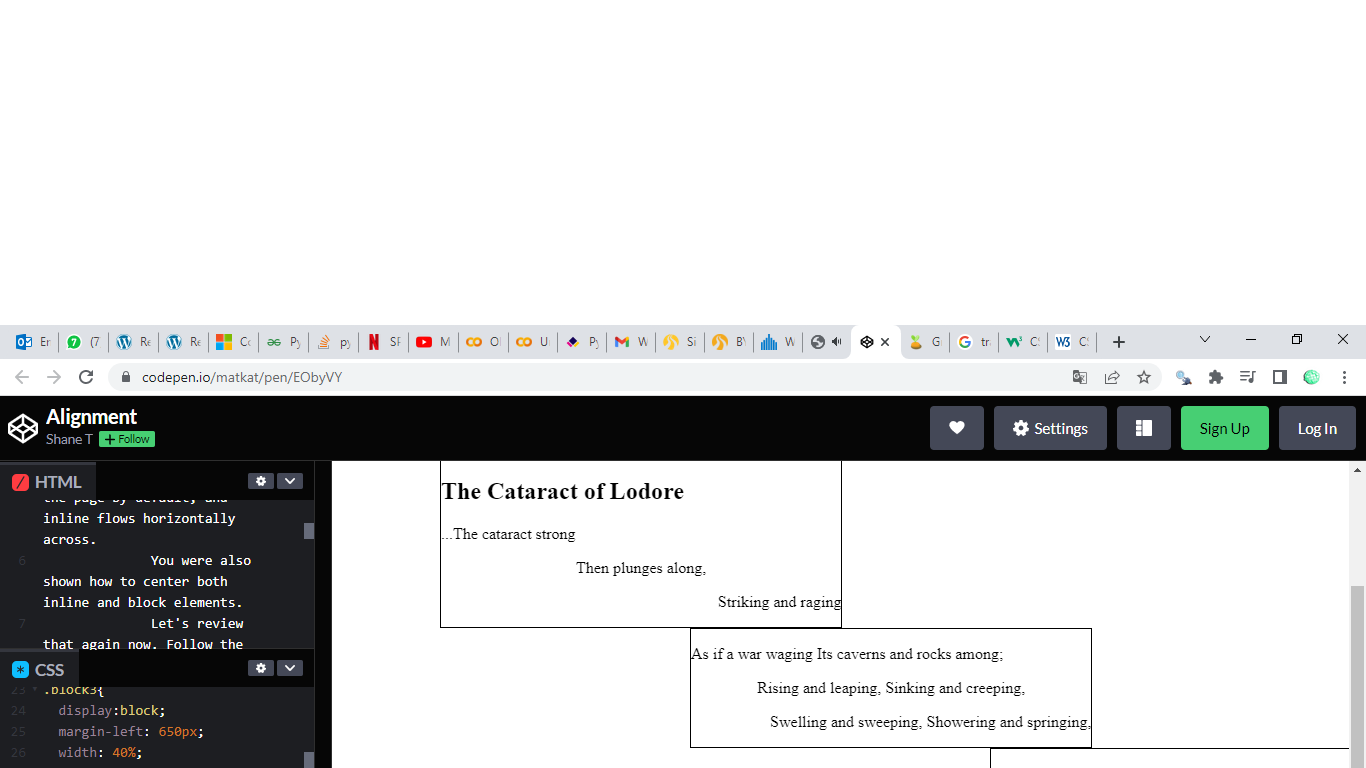 Er
(7
Re
Re
Co
Py
py
SF
M
O
U
Py
W
Si
B\
W
G
tr
C
C
codepen.io/matkat/pen/EObyVY
Alignment
Shane T + Follow
Settings
Sign Up
Log In
HTML
the page by default, and
inline flows horizontally
across.
6 You were also
shown how to center both
inline and block elements.
7 Let's review
that again now. Follow the
CSS
23 .block3{
24 display:block;
25 margin-left: 650px;
26 width: 40%;
The Cataract of Lodore
...The cataract strong
Then plunges along,
Striking and raging
As if a war waging Its caverns and rocks among;
Rising and leaping, Sinking and creeping,
Swelling and sweeping, Showering and springing,